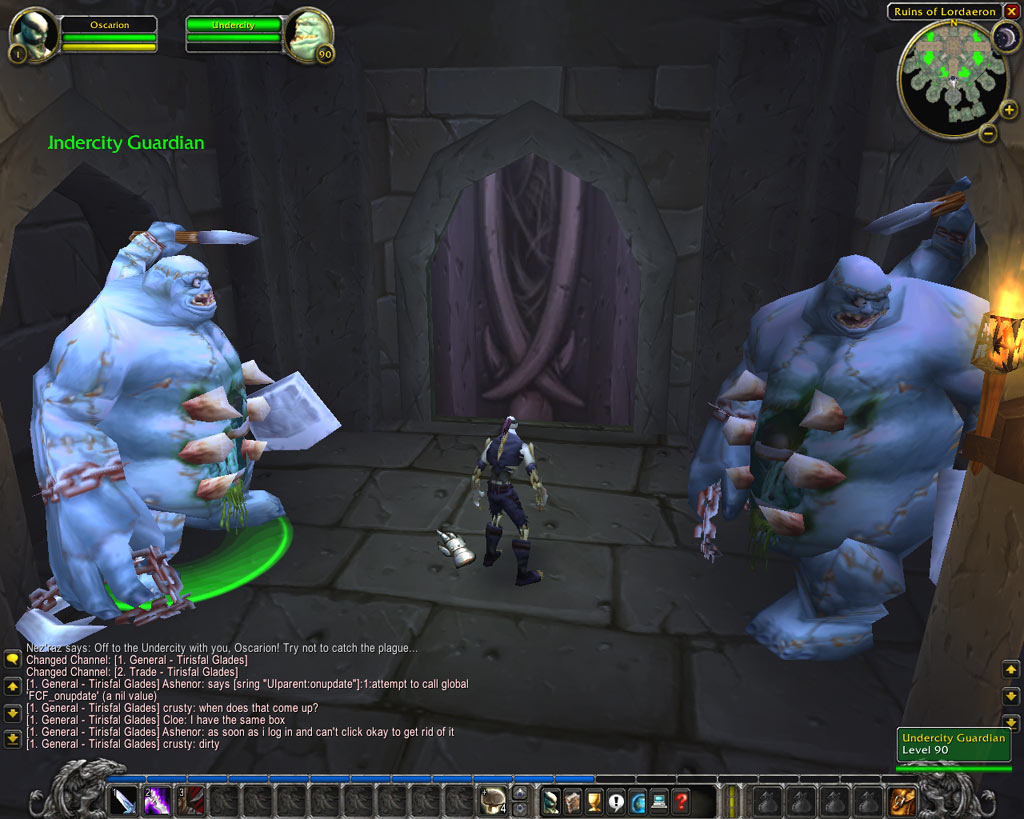 Oscarion
1
Undercity
90
Ruins of Lordaeron
N
Undercity Guardian
Nezlraz says: Off to the Undercity with you, Oscarion! Try not to catch the plague...
Changed Channel: [1. General - Tirisfal Glades]
Changed Channel: [2. Trade - Tirisfal Glades]
[1. General - Tirisfal Glades] Ashenor: says [sring "UIparent:onupdate"]:1:attempt to call global
'FCF_onupdate' (a nil value)
[1. General - Tirisfal Glades] crusty: when does that come up?
[1. General - Tirisfal Glades] Cloe: I have the same box
[1. General - Tirisfal Glades] Ashenor: as soon as i log in and can't click okay to get rid of it
[1. General - Tirisfal Glades] crusty: dirty
Undercity Guardian
Level 90
1
2
3
4